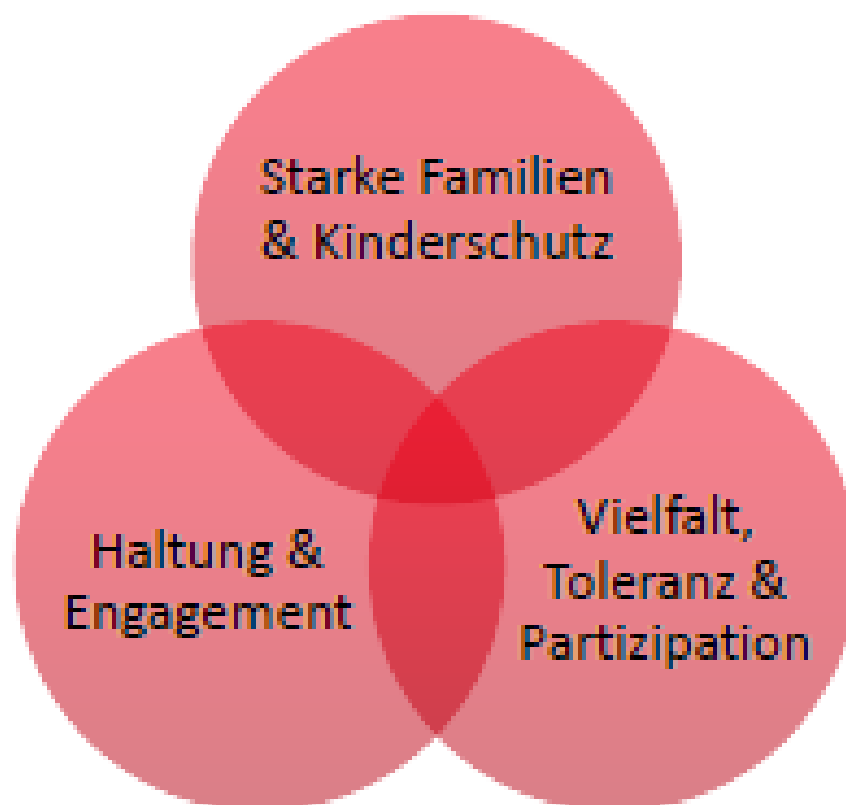 Starke Familien
& Kinderschutz
Haltung &
Engagement
Vielfalt,
Toleranz &
Partizipation